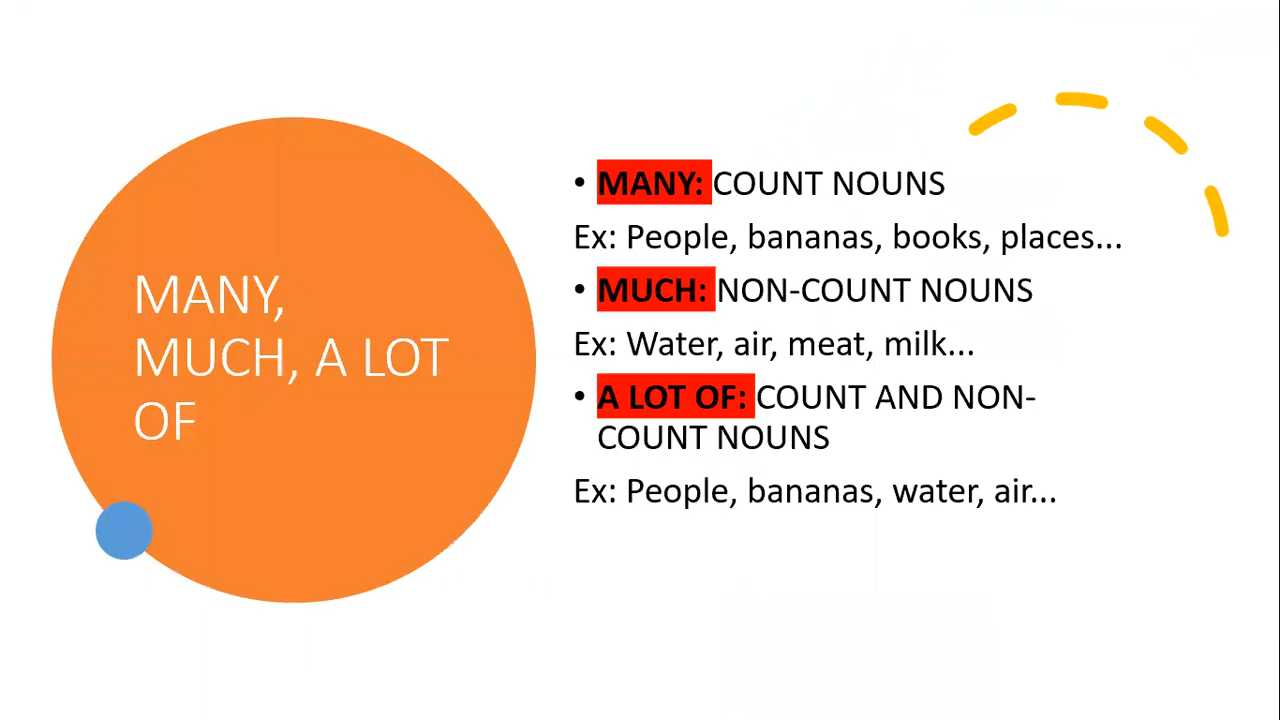 MANY,
MUCH, A LOT
OF
• MANY: COUNT NOUNS
Ex: People, bananas, books, places...
• MUCH: NON-COUNT NOUNS
Ex: Water, air, meat, milk...
• A LOT OF: COUNT AND NON-
COUNT NOUNS
Ex: People, bananas, water, air...